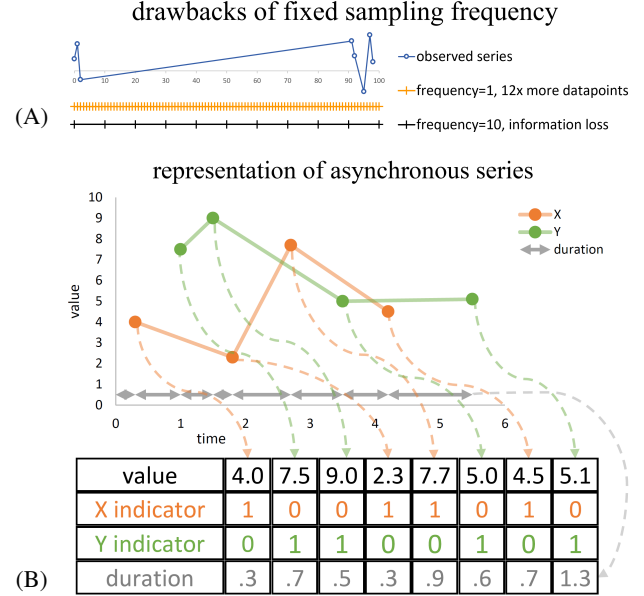 drawbacks of fixed sampling frequency
observed series
0 10 20 30 40 50 60 70 80 90 100
frequency=1, 12x more datapoints
(A)
frequency=10, information loss
representation of asynchronous series
10
9
8
7
6
5
4
3
2
1
0
value
X
Y
duration
0 1 2 3 4 5 6
time
value 4.0 7.5 9.0 2.3 7.7 5.0 4.5 5.1
X indicator 1 0 0 1 1 0 1 0
Y indicator 0 1 1 0 0 1 0 1
(B) duration .3 .7 .5 .3 .9 .6 .7 1.3